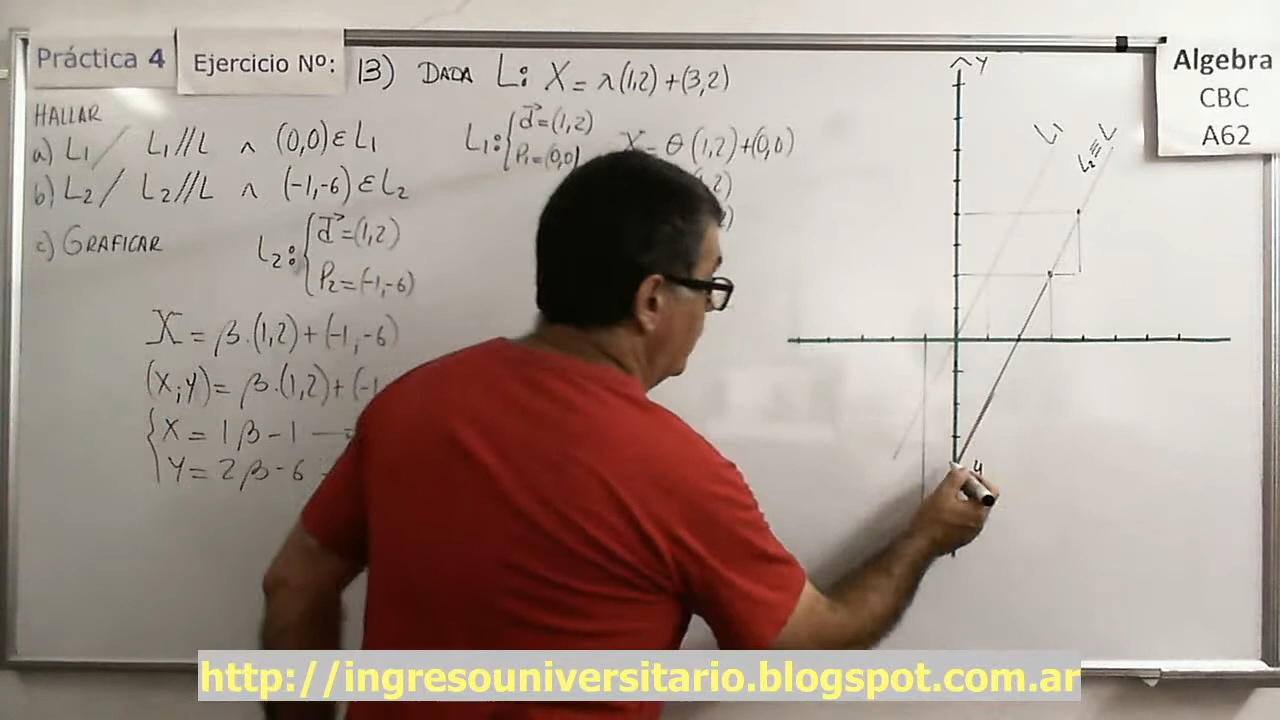 Práctica 4 Ejercicio Nº: 13) DADA L: X = λ(1,2) + (3,2)
HALLAR
a) L₁ / L₁ // L ∧ (0,0) ε L₁
b) L₂ / L₂ // L ∧ (-1,-6) ε L₂
c) GRAFICAR
L₁: { d⃗ = (1,2)
P₁ = (0,0)
X = θ (1,2) + (0,0)
,2)
)
L₂: { d⃗ = (1,2)
P₂ = (-1,-6)
X = β.(1,2) + (-1,-6)
(X;Y) = β.(1,2) + (-1
{ X = 1β - 1
Y = 2β - 6
Y
L₁
L₂ ≡ L
Algebra
CBC
A62
http://ingresouniversitario.blogspot.com.ar